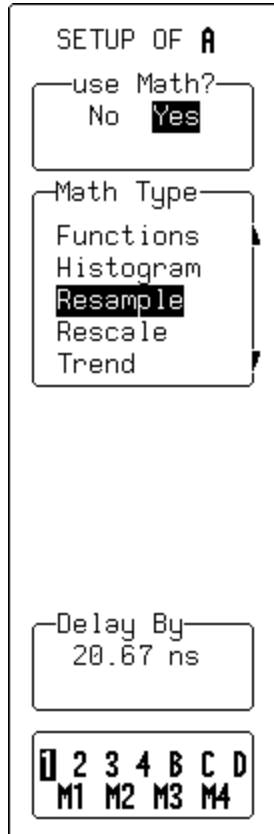 SETUP OF A
use Math?
No Yes
Math Type
Functions
Histogram
Resample
Rescale
Trend
Delay By
20.67 ns
1 2 3 4 B C D
M1 M2 M3 M4